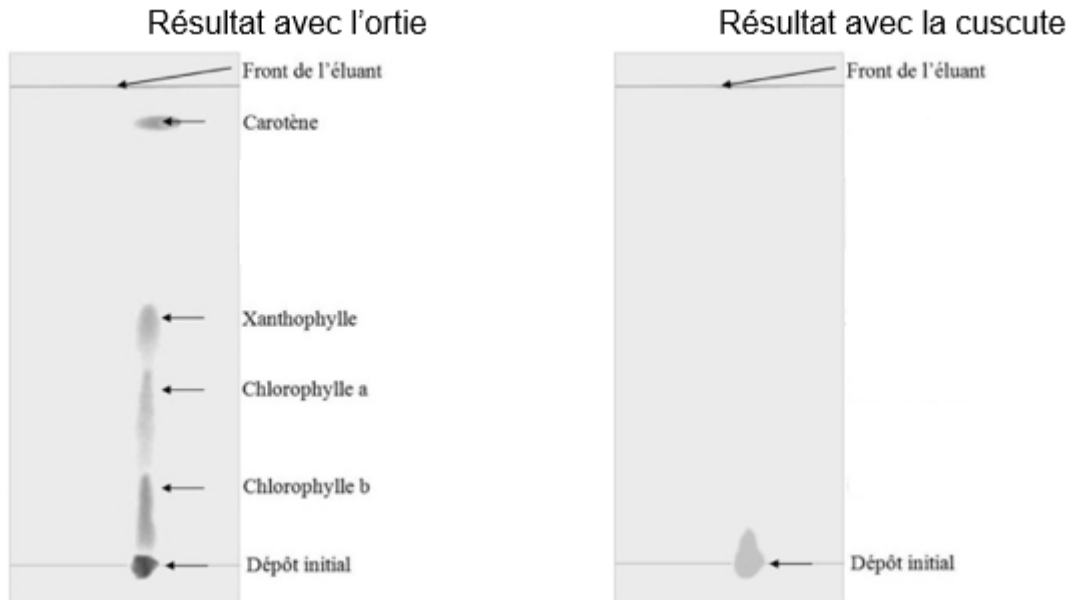 Résultat avec l'ortie
Front de l'éluant
Carotène
Xanthophylle
Chlorophylle a
Chlorophylle b
Dépôt initial
Résultat avec la cuscute
Front de l'éluant
Dépôt initial